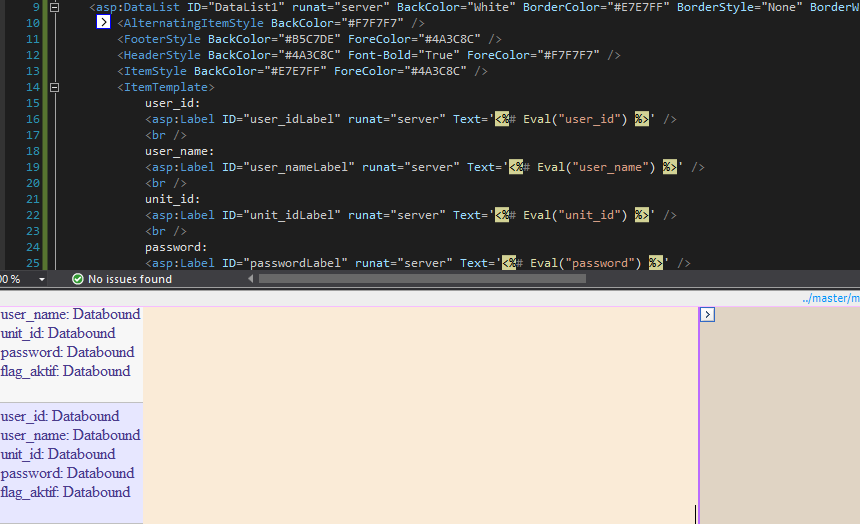 9 <asp:DataList ID="DataList1" runat="server" BackColor="White" BorderColor="#E7E7FF" BorderStyle="None" BorderW
10 <AlternatingItemStyle BackColor="#F7F7F7" />
11 <FooterStyle BackColor="#B5C7DE" ForeColor="#4A3C8C" />
12 <HeaderStyle BackColor="#4A3C8C" Font-Bold="True" ForeColor="#F7F7F7" />
13 <ItemStyle BackColor="#E7E7FF" ForeColor="#4A3C8C" />
14 <ItemTemplate>
15 user_id:
16 <asp:Label ID="user_idLabel" runat="server" Text='<%# Eval("user_id") %>' />
17 <br />
18 user_name:
19 <asp:Label ID="user_nameLabel" runat="server" Text='<%# Eval("user_name") %>' />
20 <br />
21 unit_id:
22 <asp:Label ID="unit_idLabel" runat="server" Text='<%# Eval("unit_id") %>' />
23 <br />
24 password:
25 <asp:Label ID="passwordLabel" runat="server" Text='<%# Eval("password") %>' />
00 % No issues found
../master/m
user_name: Databound
unit_id: Databound
password: Databound
flag_aktif: Databound
user_id: Databound
user_name: Databound
unit_id: Databound
password: Databound
flag_aktif: Databound